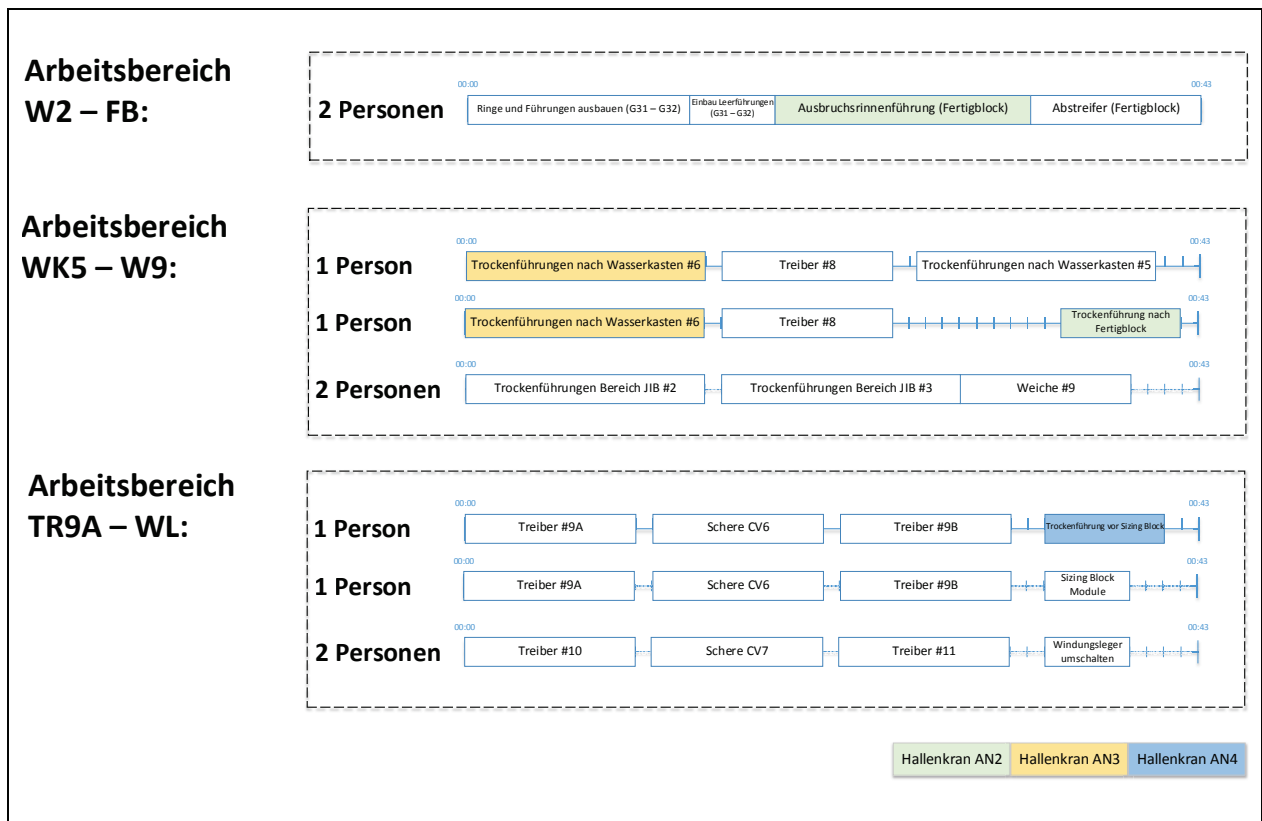 Arbeitsbereich
W2 – FB:
2 Personen
00:00
00:43
Ringe und Führungen ausbauen (G31 – G32)
Einbau Leerführungen
(G31 – G32)
Ausbruchsrinnenführung (Fertigblock)
Abstreifer (Fertigblock)
Arbeitsbereich
WK5 – W9:
1 Person
00:00
00:43
Trockenführungen nach Wasserkasten #6
Treiber #8
Trockenführungen nach Wasserkasten #5
1 Person
00:00
00:43
Trockenführungen nach Wasserkasten #6
Treiber #8
Trockenführung nach
Fertigblock
2 Personen
00:00
00:43
Trockenführungen Bereich JIB #2
Trockenführungen Bereich JIB #3
Weiche #9
Arbeitsbereich
TR9A – WL:
1 Person
00:00
00:43
Treiber #9A
Schere CV6
Treiber #9B
Trockenführung vor Sizing Block
1 Person
00:00
00:43
Treiber #9A
Schere CV6
Treiber #9B
Sizing Block
Module
2 Personen
00:00
00:43
Treiber #10
Schere CV7
Treiber #11
Windungsleger
umschalten
Hallenkran AN2
Hallenkran AN3
Hallenkran AN4